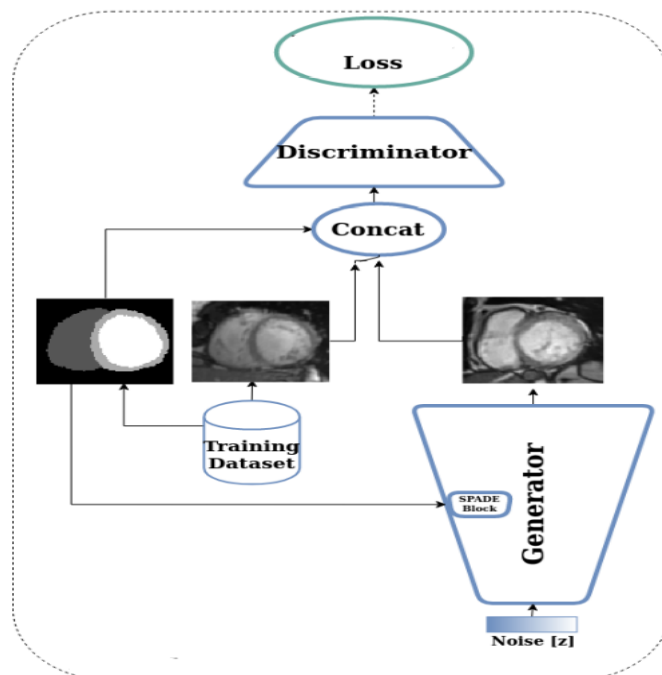 Loss
Discriminator
Concat
Training
Dataset
SPADE
Block
Generator
Noise [z]